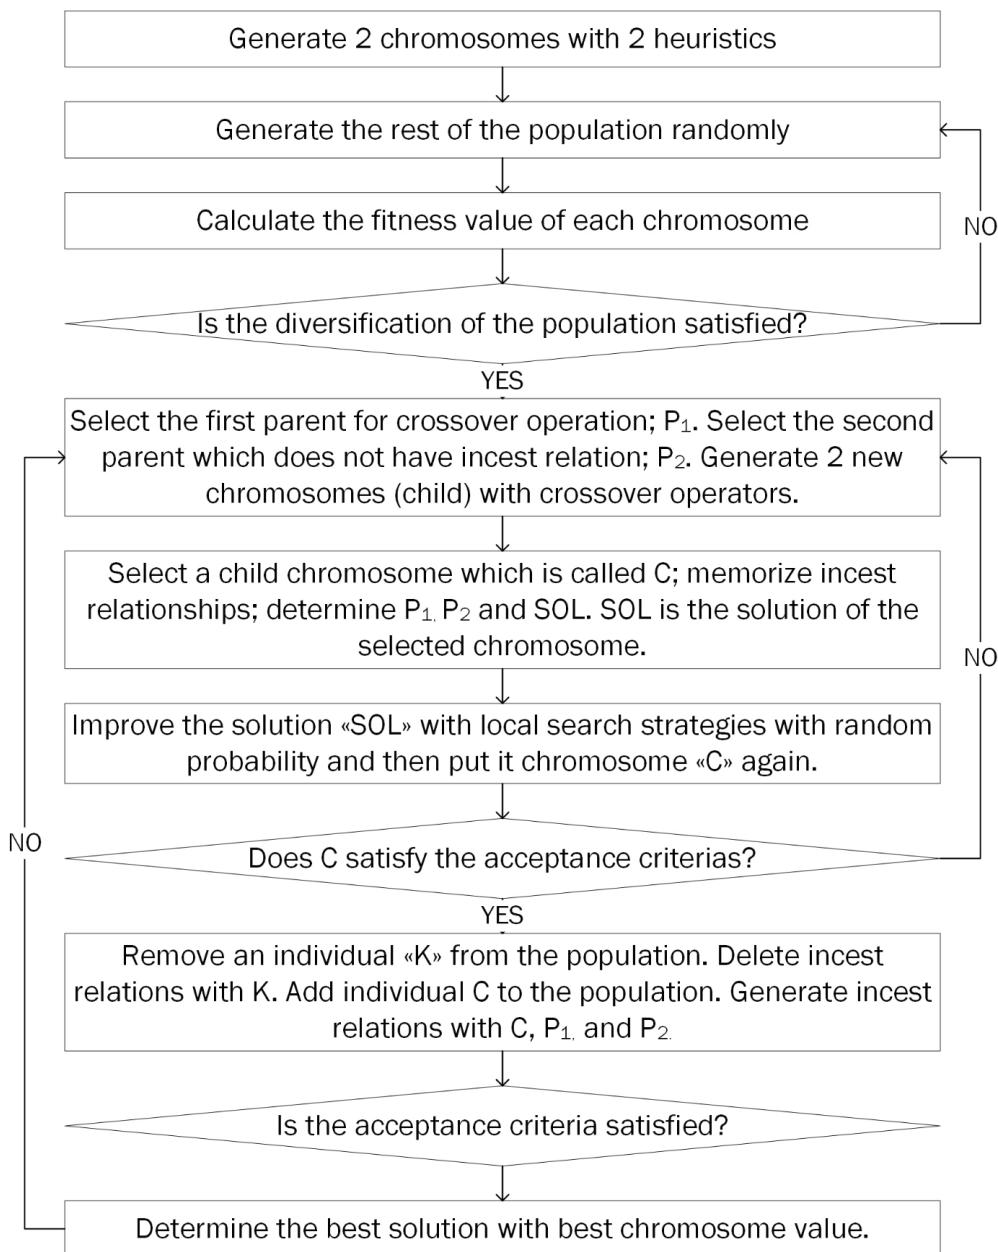 Generate 2 chromosomes with 2 heuristics
Generate the rest of the population randomly
Calculate the fitness value of each chromosome
NO
Is the diversification of the population satisfied?
YES
Select the first parent for crossover operation; P₁. Select the second
parent which does not have incest relation; P₂. Generate 2 new
chromosomes (child) with crossover operators.
Select a child chromosome which is called C; memorize incest
relationships; determine P₁, P₂ and SOL. SOL is the solution of the
selected chromosome.
NO
Improve the solution «SOL» with local search strategies with random
probability and then put it chromosome «C» again.
NO
Does C satisfy the acceptance criterias?
YES
Remove an individual «K» from the population. Delete incest
relations with K. Add individual C to the population. Generate incest
relations with C, P₁, and P₂.
Is the acceptance criteria satisfied?
Determine the best solution with best chromosome value.